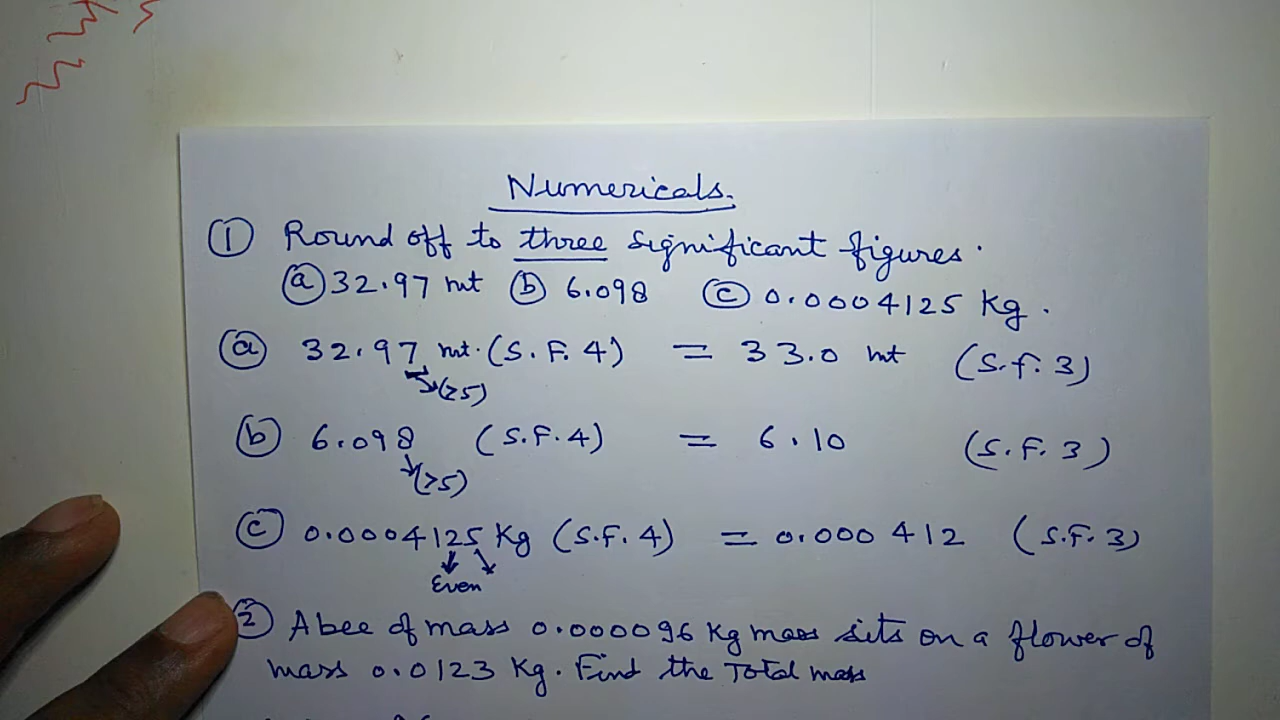 Numericals.
① Round off to three significant figures.
ⓐ 32.97 mt ⓑ 6.098 ⓒ 0.0004125 Kg.
ⓐ 32.97 mt. (S.F. 4) = 33.0 mt (S.f. 3)
(>5)
ⓑ 6.098 (S.F. 4) = 6.10 (S.F. 3)
(>5)
ⓒ 0.0004125 Kg (S.F. 4) = 0.000412 (S.F. 3)
Even
② A bee of mass 0.000096 Kg mass sits on a flower of
mass 0.0123 Kg. Find the Total mass